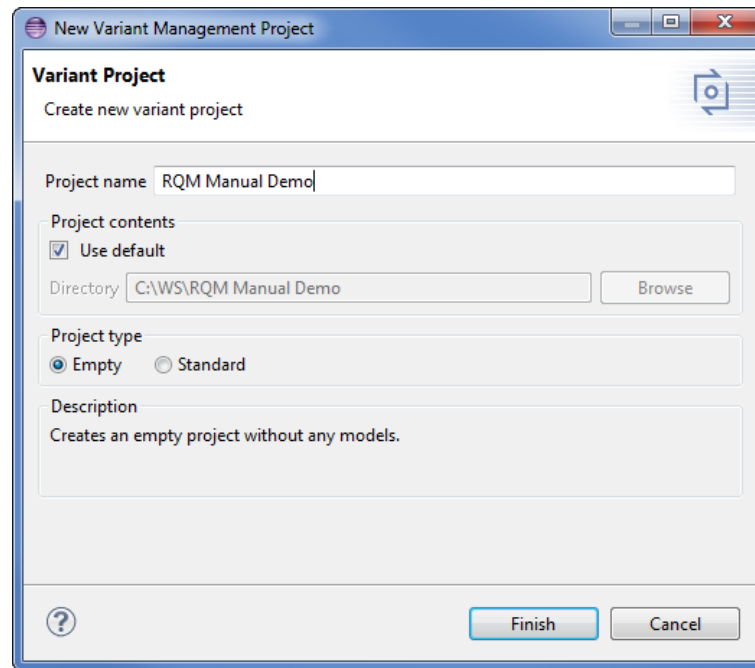 New Variant Management Project
Variant Project
Create new variant project
Project name RQM Manual Demo
Project contents
Use default
Directory C:\WS\RQM Manual Demo Browse
Project type
Empty Standard
Description
Creates an empty project without any models.
? Finish Cancel